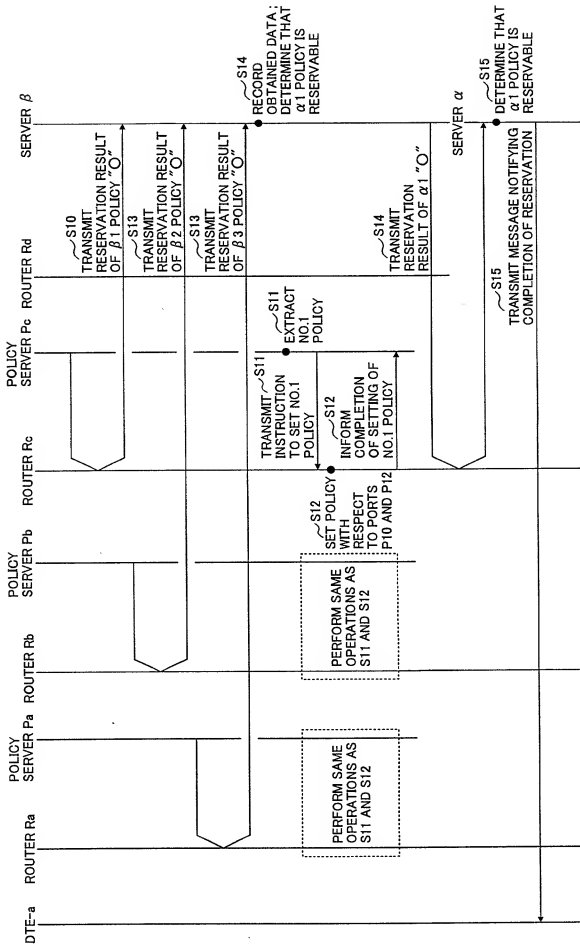 DTE-a
ROUTER Ra
POLICY
SERVER Pa
ROUTER Rb
POLICY
SERVER Pb
ROUTER Rc
POLICY
SERVER Pc
ROUTER Rd
SERVER β
S10
TRANSMIT
RESERVATION RESULT
OF β1 POLICY "O"
S13
TRANSMIT
RESERVATION RESULT
OF β2 POLICY "O"
S13
TRANSMIT
RESERVATION RESULT
OF β3 POLICY "O"
S14
RECORD
OBTAINED DATA;
DETERMINE THAT
α1 POLICY IS
RESERVABLE
S11
EXTRACT NO.1
POLICY
S11
TRANSMIT
INSTRUCTION
TO SET NO.1
POLICY
S12
SET POLICY
WITH
RESPECT
TO PORTS
P10 AND P12
S12
INFORM
COMPLETION
OF SETTING OF
NO.1 POLICY
PERFORM SAME
OPERATIONS AS
S11 AND S12
PERFORM SAME
OPERATIONS AS
S11 AND S12
S14
TRANSMIT
RESERVATION
RESULT OF α1 "O"
SERVER α
S15
DETERMINE THAT
α1 POLICY IS
RESERVABLE
S15
TRANSMIT MESSAGE NOTIFYING
COMPLETION OF RESERVATION